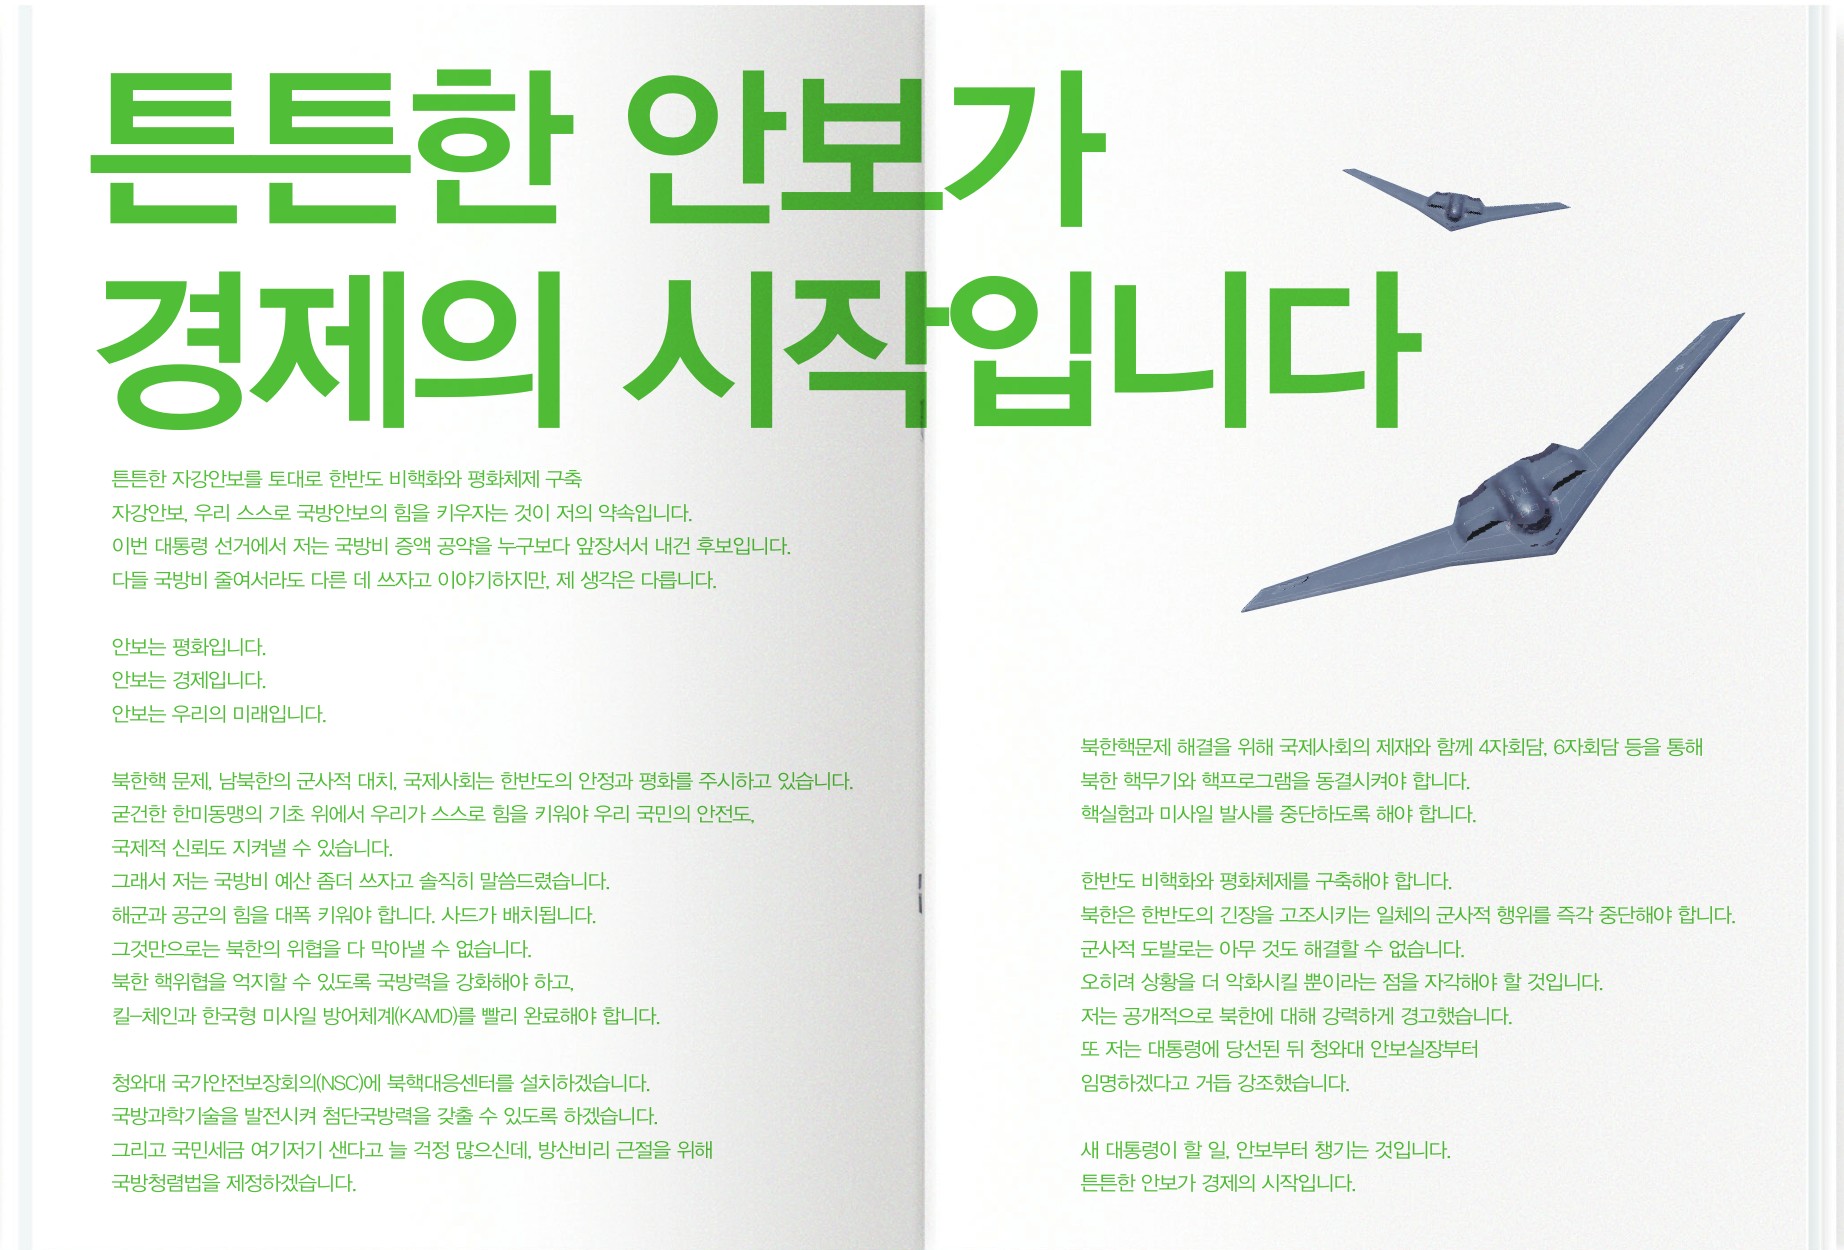 튼튼한 안보가
경제의 시작입니다
튼튼한 자강안보를 토대로 한반도 비핵화와 평화체제 구축
자강안보, 우리 스스로 국방안보의 힘을 키우자는 것이 저의 약속입니다.
이번 대통령 선거에서 저는 국방비 증액 공약을 누구보다 앞장서서 내건 후보입니다.
다들 국방비 줄여서라도 다른 데 쓰자고 이야기하지만, 제 생각은 다릅니다.
안보는 평화입니다.
안보는 경제입니다.
안보는 우리의 미래입니다.
북한핵 문제, 남북한의 군사적 대치, 국제사회는 한반도의 안정과 평화를 주시하고 있습니다.
굳건한 한미동맹의 기초 위에서 우리가 스스로 힘을 키워야 우리 국민의 안전도,
국제적 신뢰도 지켜낼 수 있습니다.
그래서 저는 국방비 예산 좀더 쓰자고 솔직히 말씀드렸습니다.
해군과 공군의 힘을 대폭 키워야 합니다. 사드가 배치됩니다.
그것만으로는 북한의 위협을 다 막아낼 수 없습니다.
북한 핵위협을 억지할 수 있도록 국방력을 강화해야 하고,
킬-체인과 한국형 미사일 방어체계(KAMD)를 빨리 완료해야 합니다.
청와대 국가안전보장회의(NSC)에 북핵대응센터를 설치하겠습니다.
국방과학기술을 발전시켜 첨단국방력을 갖출 수 있도록 하겠습니다.
그리고 국민세금 여기저기 샌다고 늘 걱정 많으신데, 방산비리 근절을 위해
국방청렴법을 제정하겠습니다.
북한핵문제 해결을 위해 국제사회의 제재와 함께 4자회담, 6자회담 등을 통해
북한 핵무기와 핵프로그램을 동결시켜야 합니다.
핵실험과 미사일 발사를 중단하도록 해야 합니다.
한반도 비핵화와 평화체제를 구축해야 합니다.
북한은 한반도의 긴장을 고조시키는 일체의 군사적 행위를 즉각 중단해야 합니다.
군사적 도발로는 아무 것도 해결할 수 없습니다.
오히려 상황을 더 악화시킬 뿐이라는 점을 자각해야 할 것입니다.
저는 공개적으로 북한에 대해 강력하게 경고했습니다.
또 저는 대통령에 당선된 뒤 청와대 안보실장부터
임명하겠다고 거듭 강조했습니다.
새 대통령이 할 일, 안보부터 챙기는 것입니다.
튼튼한 안보가 경제의 시작입니다.